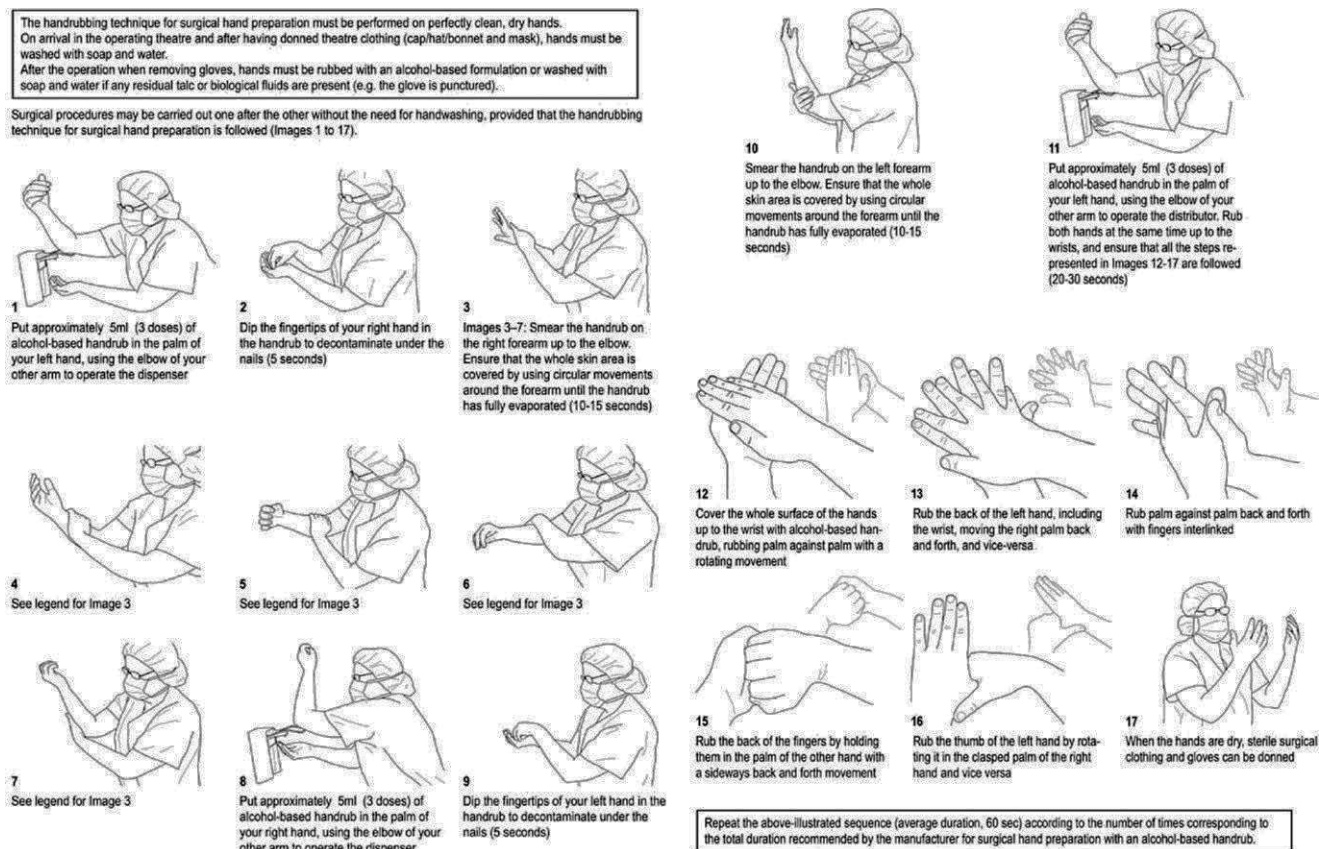 The handrubbing technique for surgical hand preparation must be performed on perfectly clean, dry hands.
On arrival in the operating theatre and after having donned theatre clothing (cap/hat/bonnet and mask), hands must be
washed with soap and water.
After the operation when removing gloves, hands must be rubbed with an alcohol-based formulation or washed with
soap and water if any residual talc or biological fluids are present (e.g. the glove is punctured).
Surgical procedures may be carried out one after the other without the need for handwashing, provided that the handrubbing
technique for surgical hand preparation is followed (Images 1 to 17).
1
Put approximately 5ml (3 doses) of
alcohol-based handrub in the palm of
your left hand, using the elbow of your
other arm to operate the dispenser
2
Dip the fingertips of your right hand in
the handrub to decontaminate under the
nails (5 seconds)
3
Images 3–7: Smear the handrub on
the right forearm up to the elbow.
Ensure that the whole skin area is
covered by using circular movements
around the forearm until the handrub
has fully evaporated (10-15 seconds)
4
See legend for Image 3
5
See legend for Image 3
6
See legend for Image 3
7
See legend for Image 3
8
Put approximately 5ml (3 doses) of
alcohol-based handrub in the palm of
your right hand, using the elbow of your
other arm to operate the dispenser
9
Dip the fingertips of your left hand in the
handrub to decontaminate under the
nails (5 seconds)
10
Smear the handrub on the left forearm
up to the elbow. Ensure that the whole
skin area is covered by using circular
movements around the forearm until the
handrub has fully evaporated (10-15
seconds)
11
Put approximately 5ml (3 doses) of
alcohol-based handrub in the palm of
your left hand, using the elbow of your
other arm to operate the distributor. Rub
both hands at the same time up to the
wrists, and ensure that all the steps re-
presented in Images 12-17 are followed
(20-30 seconds)
12
Cover the whole surface of the hands
up to the wrist with alcohol-based han-
drub, rubbing palm against palm with a
rotating movement
13
Rub the back of the left hand, including
the wrist, moving the right palm back
and forth, and vice-versa
14
Rub palm against palm back and forth
with fingers interlinked
15
Rub the back of the fingers by holding
them in the palm of the other hand with
a sideways back and forth movement
16
Rub the thumb of the left hand by rota-
ting it in the clasped palm of the right
hand and vice versa
17
When the hands are dry, sterile surgical
clothing and gloves can be donned
Repeat the above-illustrated sequence (average duration, 60 sec) according to the number of times corresponding to
the total duration recommended by the manufacturer for surgical hand preparation with an alcohol-based handrub.